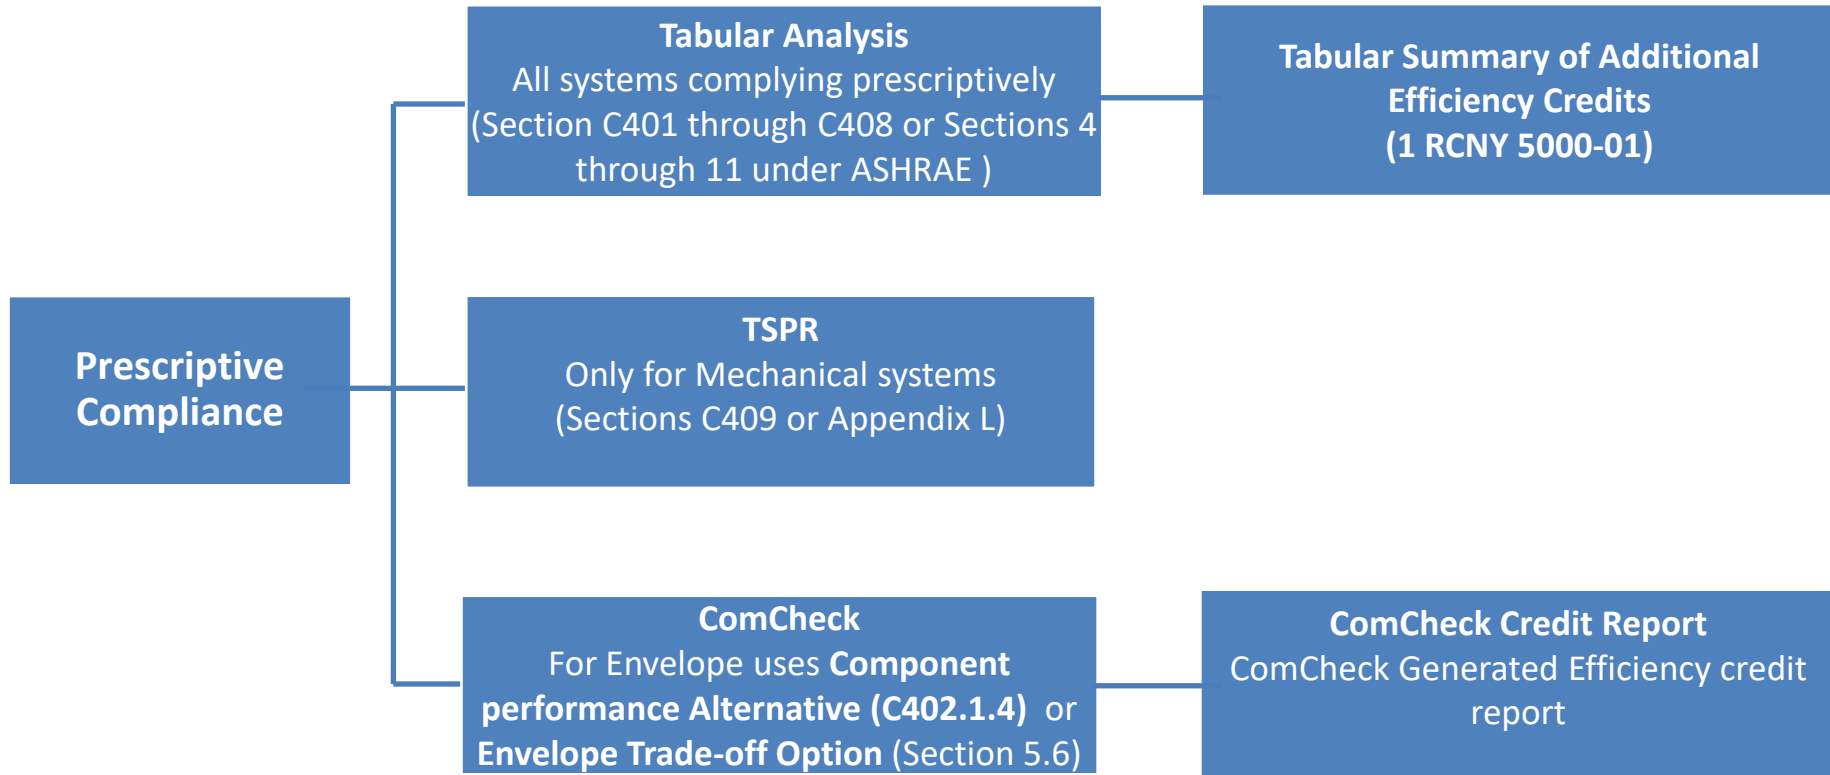 Prescriptive
Compliance
Tabular Analysis
All systems complying prescriptively
(Section C401 through C408 or Sections 4
through 11 under ASHRAE )
Tabular Summary of Additional
Efficiency Credits
(1 RCNY 5000-01)
TSPR
Only for Mechanical systems
(Sections C409 or Appendix L)
ComCheck
For Envelope uses Component
performance Alternative (C402.1.4) or
Envelope Trade-off Option (Section 5.6)
ComCheck Credit Report
ComCheck Generated Efficiency credit
report